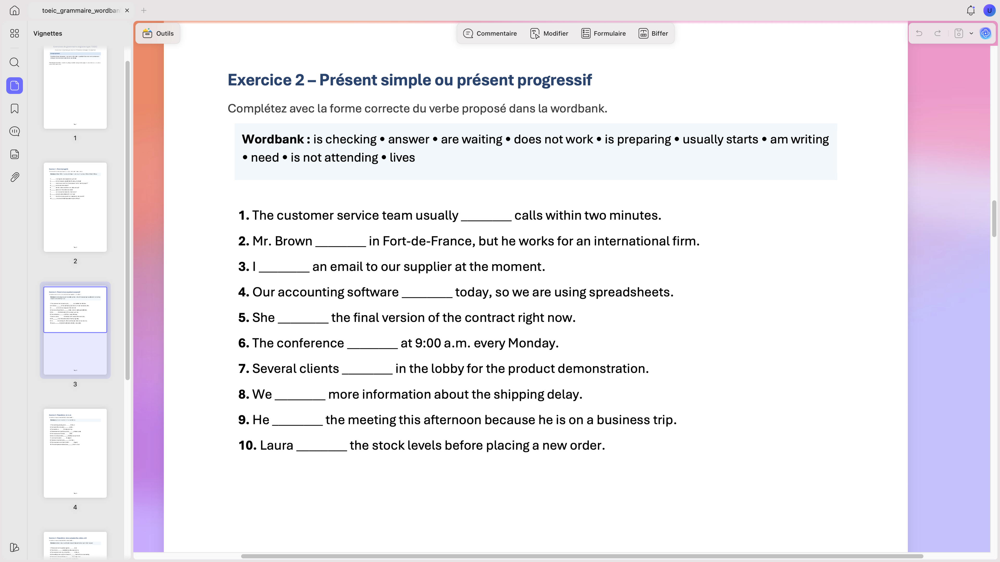 toeic_grammaire_wordban
U
Vignettes
Outils
Commentaire
Modifier
Formulaire
Biffer
1
2
3
4
Exercice 2 – Présent simple ou présent progressif
Complétez avec la forme correcte du verbe proposé dans la wordbank.
Wordbank : is checking • answer • are waiting • does not work • is preparing • usually starts • am writing
• need • is not attending • lives
1. The customer service team usually ________ calls within two minutes.
2. Mr. Brown ________ in Fort-de-France, but he works for an international firm.
3. I ________ an email to our supplier at the moment.
4. Our accounting software ________ today, so we are using spreadsheets.
5. She ________ the final version of the contract right now.
6. The conference ________ at 9:00 a.m. every Monday.
7. Several clients ________ in the lobby for the product demonstration.
8. We ________ more information about the shipping delay.
9. He ________ the meeting this afternoon because he is on a business trip.
10. Laura ________ the stock levels before placing a new order.